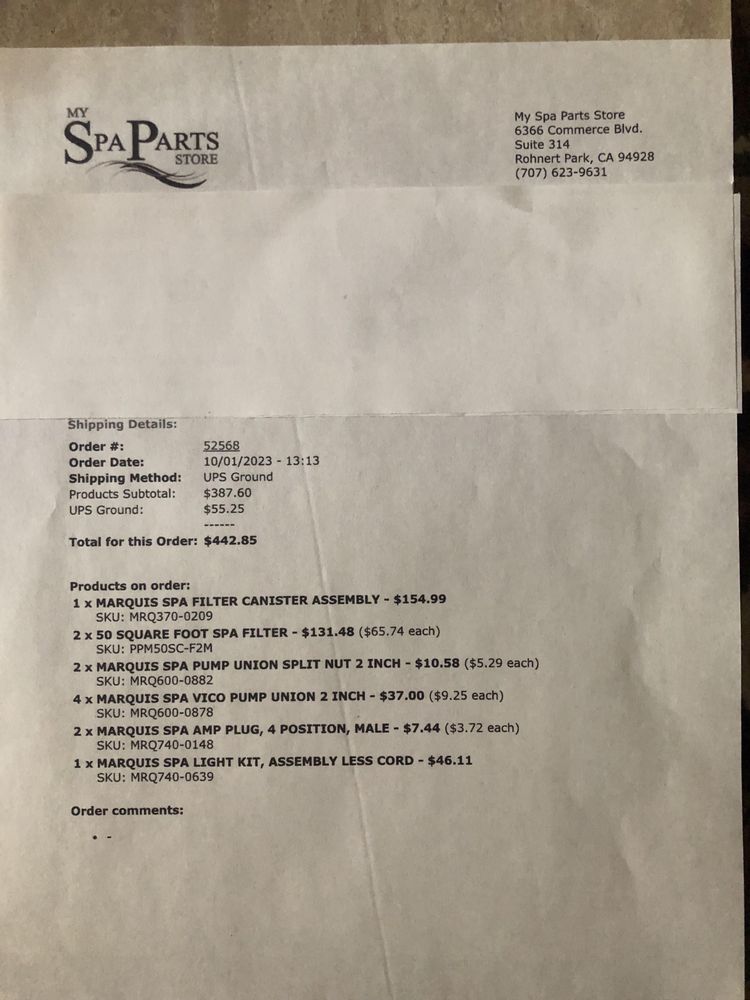 MY
SPA PARTS
STORE
My Spa Parts Store
6366 Commerce Blvd.
Suite 314
Rohnert Park, CA 94928
(707) 623-9631
Shipping Details:
Order #: 52568
Order Date: 10/01/2023 - 13:13
Shipping Method: UPS Ground
Products Subtotal: $387.60
UPS Ground: $55.25
------
Total for this Order: $442.85
Products on order:
1 x MARQUIS SPA FILTER CANISTER ASSEMBLY - $154.99
SKU: MRQ370-0209
2 x 50 SQUARE FOOT SPA FILTER - $131.48 ($65.74 each)
SKU: PPM50SC-F2M
2 x MARQUIS SPA PUMP UNION SPLIT NUT 2 INCH - $10.58 ($5.29 each)
SKU: MRQ600-0882
4 x MARQUIS SPA VICO PUMP UNION 2 INCH - $37.00 ($9.25 each)
SKU: MRQ600-0878
2 x MARQUIS SPA AMP PLUG, 4 POSITION, MALE - $7.44 ($3.72 each)
SKU: MRQ740-0148
1 x MARQUIS SPA LIGHT KIT, ASSEMBLY LESS CORD - $46.11
SKU: MRQ740-0639
Order comments:
• -